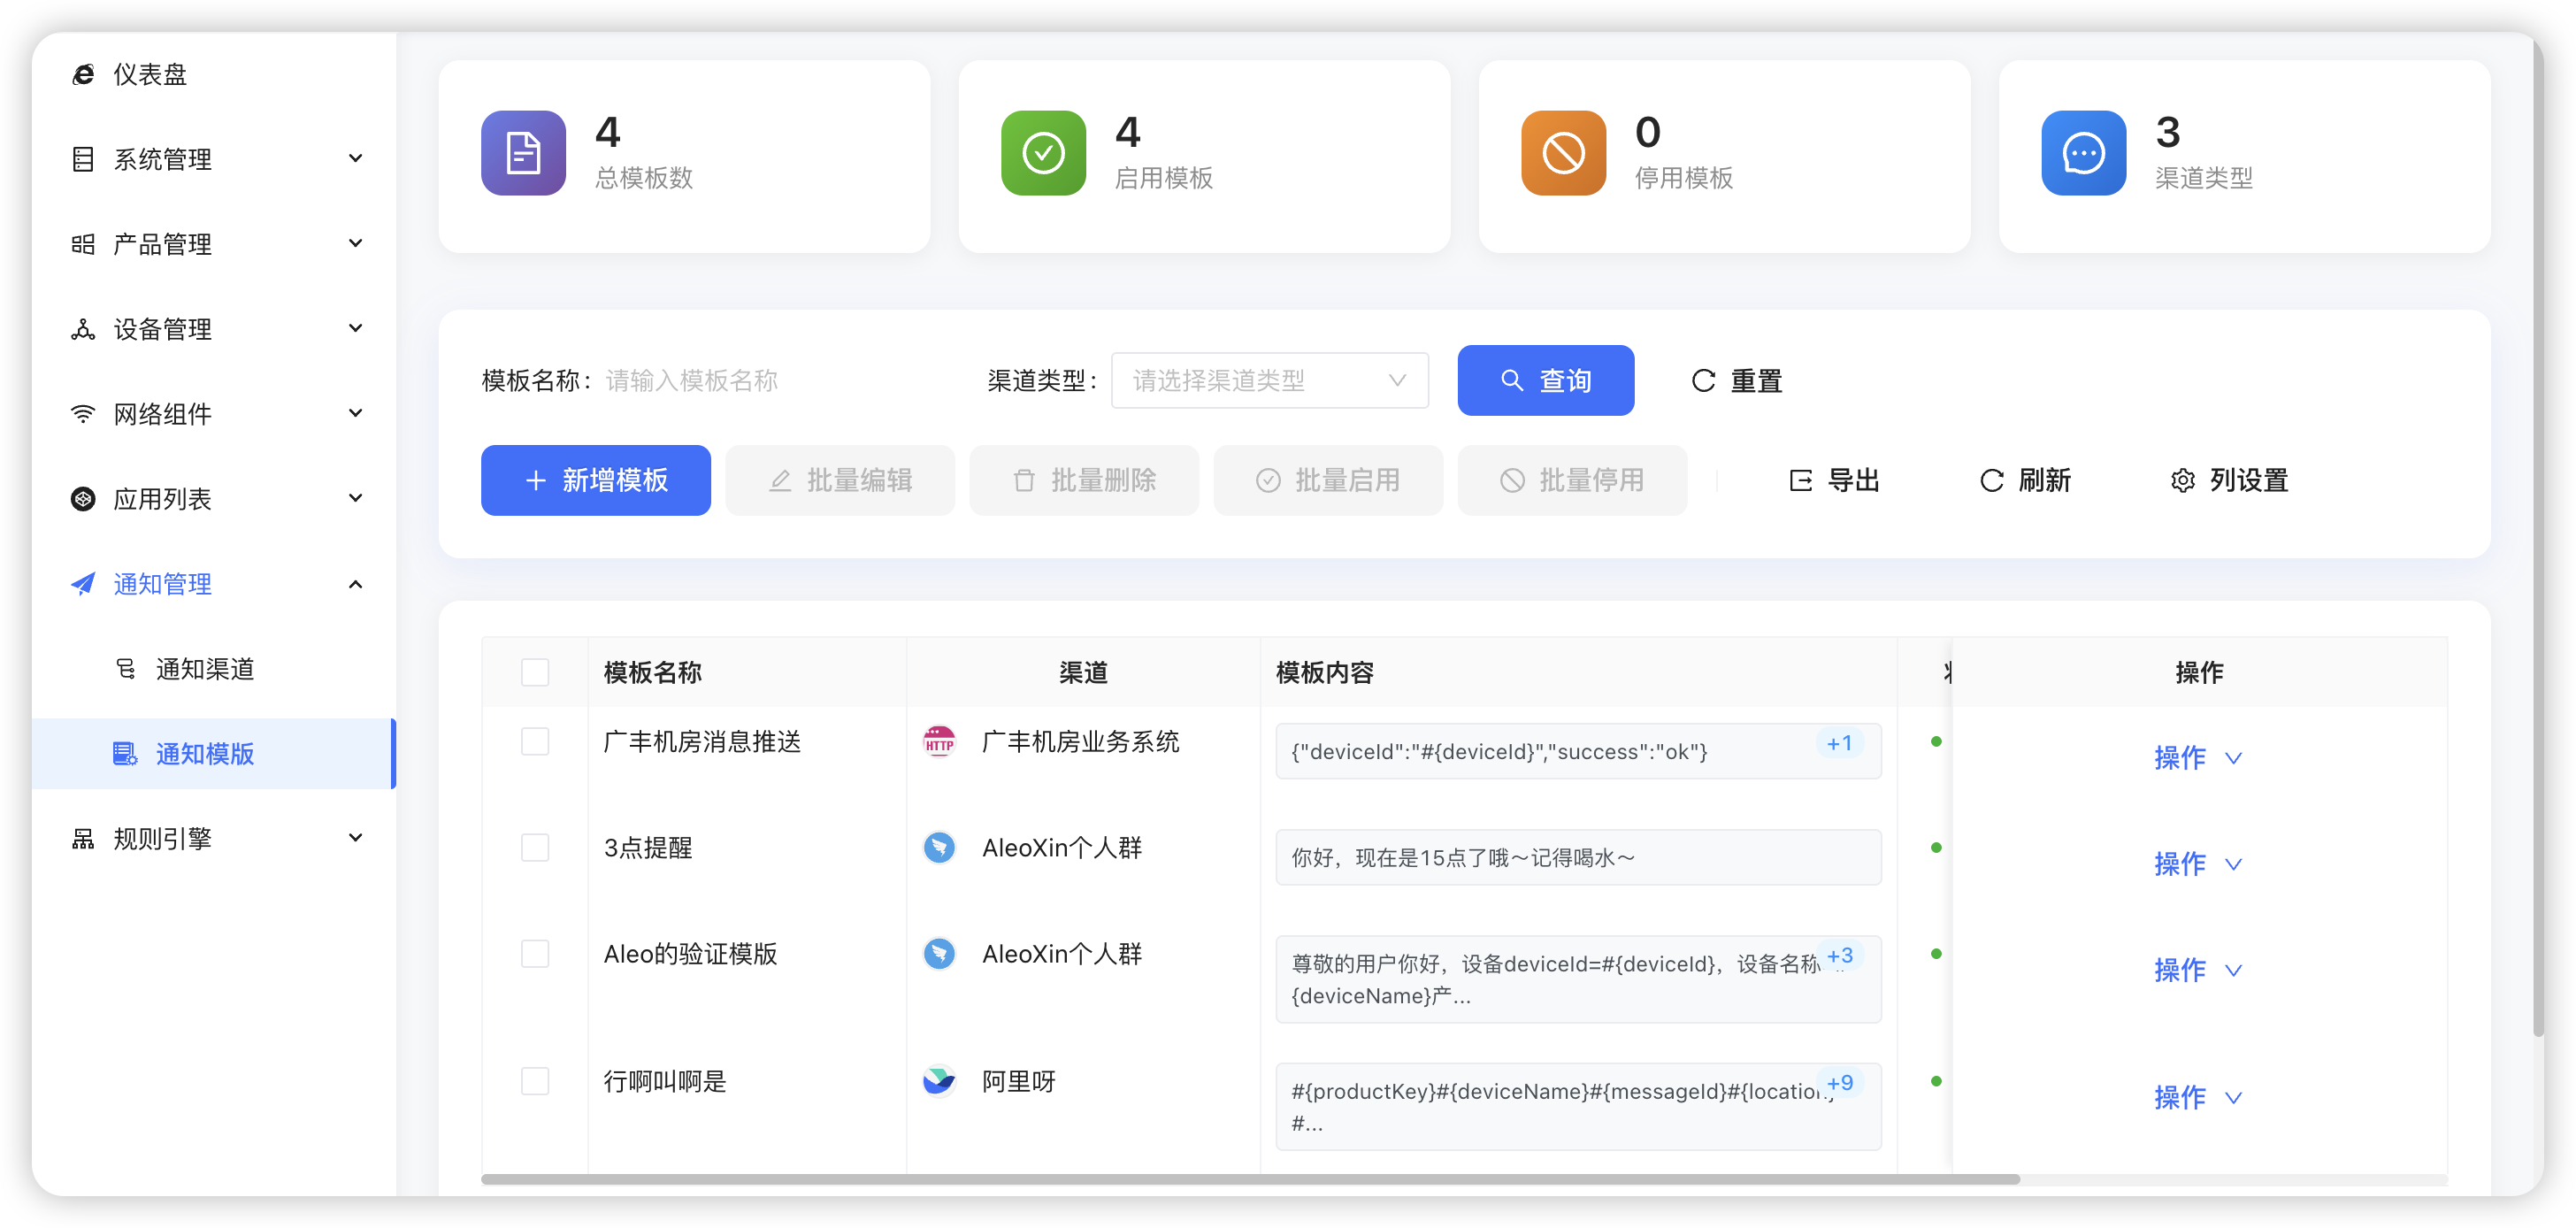 仪表盘
系统管理
产品管理
设备管理
网络组件
应用列表
通知管理
通知渠道
通知模版
规则引擎
4
总模板数
4
启用模板
0
停用模板
3
渠道类型
模板名称： 请输入模板名称 渠道类型： 请选择渠道类型 查询 重置
新增模板 批量编辑 批量删除 批量启用 批量停用 导出 刷新 列设置
模板名称 渠道 模板内容 操作
广丰机房消息推送 HTTP 广丰机房业务系统 {"deviceId":"#{deviceId}","success":"ok"} +1 操作
3点提醒 AleoXin个人群 你好，现在是15点了哦～记得喝水～ 操作
Aleo的验证模版 AleoXin个人群 尊敬的用户你好，设备deviceId=#{deviceId}，设备名称 +3 操作
{deviceName}产...
行啊叫啊是 阿里呀 #{productKey}#{deviceName}#{messageId}#{location} +9 操作
#...